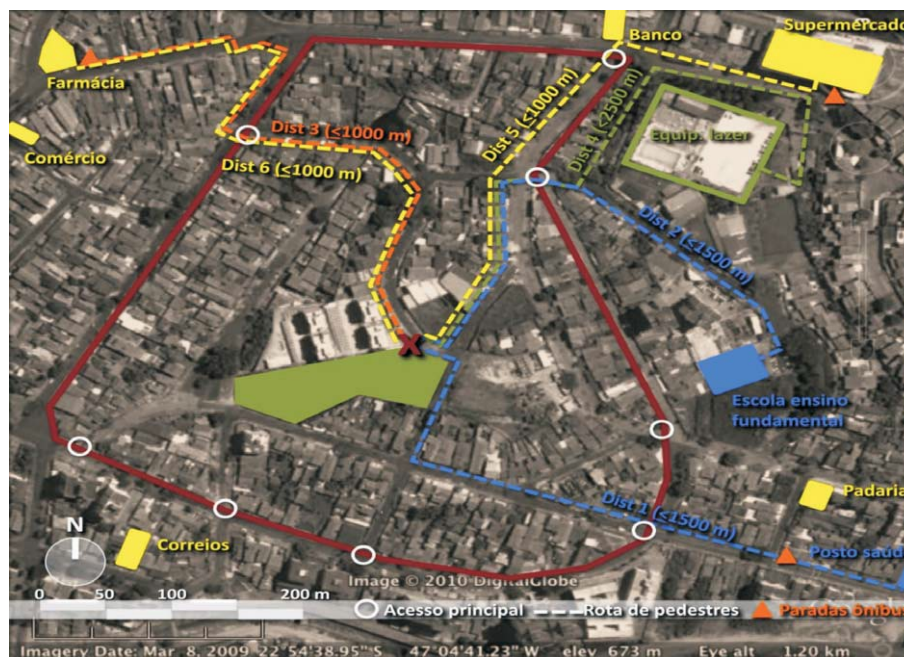 Banco
Supermercado
Farmácia
Comércio
Dist 3 (≤1000 m)
Dist 6 (≤1000 m)
Dist 5 (≤1000 m)
Dist 4 (≤2500 m)
Equip. lazer
Dist 2 (≤1500 m)
Escola ensino
fundamental
Padaria
Dist 1 (≤1500 m)
Posto saúd
N
Correios
Image © 2010 DigitalGlobe
0 50 100 200 m
Acesso principal
Rota de pedestres
Paradas ônibus
Imagery Date: Mar 8, 2009 22°54'38.95" S 47°04'41.23" W elev 673 m Eye alt 1.20 km